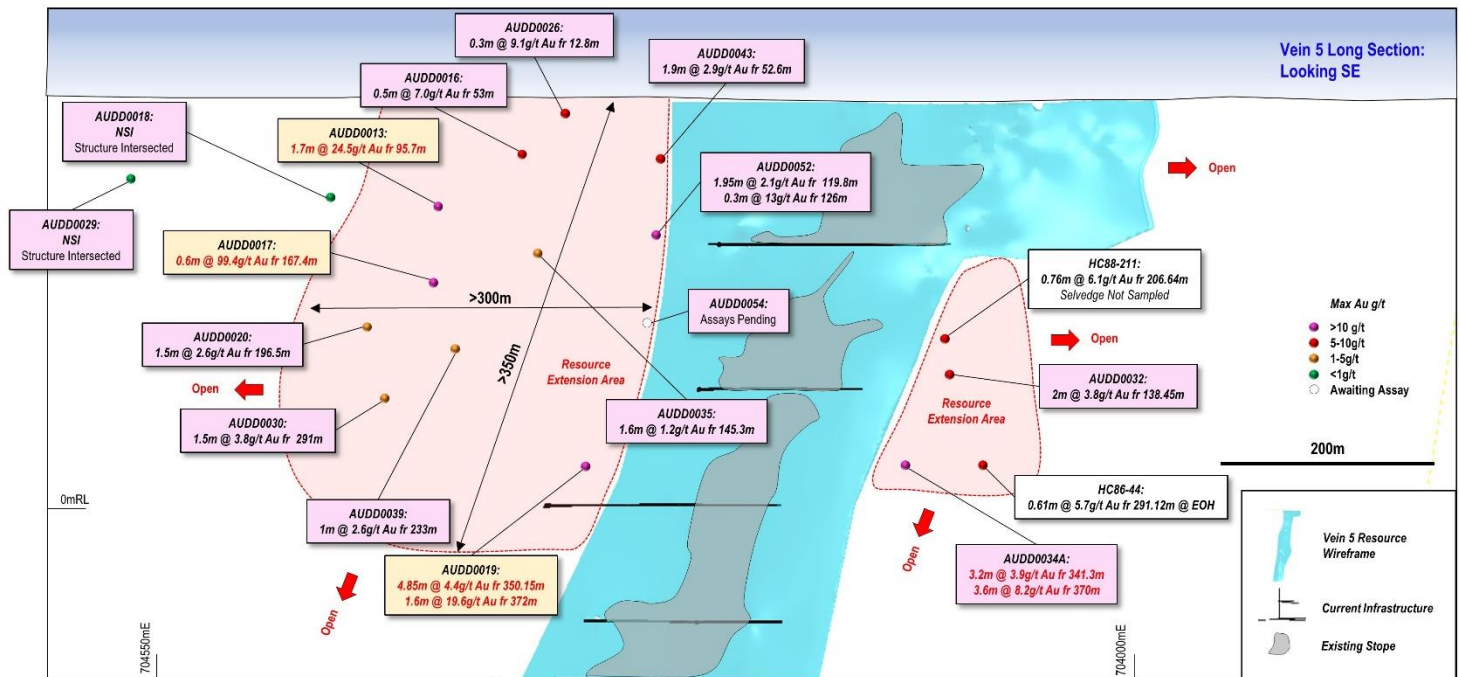 Vein 5 Long Section:
Looking SE
AUDD0026:
0.3m @ 9.1g/t Au fr 12.8m
AUDD0043:
1.9m @ 2.9g/t Au fr 52.6m
AUDD0016:
0.5m @ 7.0g/t Au fr 53m
AUDD0018:
NSI
Structure Intersected
AUDD0013:
1.7m @ 24.5g/t Au fr 95.7m
AUDD0052:
1.95m @ 2.1g/t Au fr 119.8m
0.3m @ 13g/t Au fr 126m
Open
AUDD0029:
NSI
Structure Intersected
AUDD0017:
0.6m @ 99.4g/t Au fr 167.4m
HC88-211:
0.76m @ 6.1g/t Au fr 206.64m
Selvedge Not Sampled
>300m
AUDD0054:
Assays Pending
Max Au g/t
>10 g/t
5-10g/t
1-5g/t
<1g/t
Awaiting Assay
AUDD0020:
1.5m @ 2.6g/t Au fr 196.5m
Open
>350m
Resource
Extension Area
Open
AUDD0032:
2m @ 3.8g/t Au fr 138.45m
Resource
Extension Area
AUDD0030:
1.5m @ 3.8g/t Au fr 291m
AUDD0035:
1.6m @ 1.2g/t Au fr 145.3m
200m
0mRL
AUDD0039:
1m @ 2.6g/t Au fr 233m
HC86-44:
0.61m @ 5.7g/t Au fr 291.12m @ EOH
AUDD0019:
4.85m @ 4.4g/t Au fr 350.15m
1.6m @ 19.6g/t Au fr 372m
Open
Open
AUDD0034A:
3.2m @ 3.9g/t Au fr 341.3m
3.6m @ 8.2g/t Au fr 370m
Vein 5 Resource
Wireframe
Current Infrastructure
Existing Stope
704550mE
704000mE